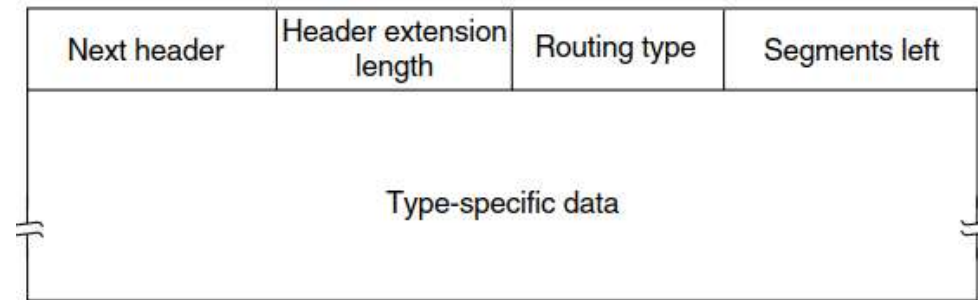 Next header
Header extension
length
Routing type
Segments left
Type-specific data